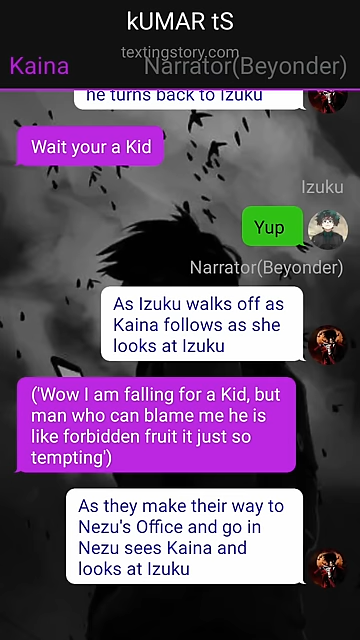 kUMAR tS
textingstory.com
Kaina
Narrator(Beyonder)
he turns back to Izuku
Wait your a Kid
Izuku
Yup
Narrator(Beyonder)
As Izuku walks off as
Kaina follows as she
looks at Izuku
('Wow I am falling for a Kid, but
man who can blame me he is
like forbidden fruit it just so
tempting')
As they make their way to
Nezu's Office and go in
Nezu sees Kaina and
looks at Izuku